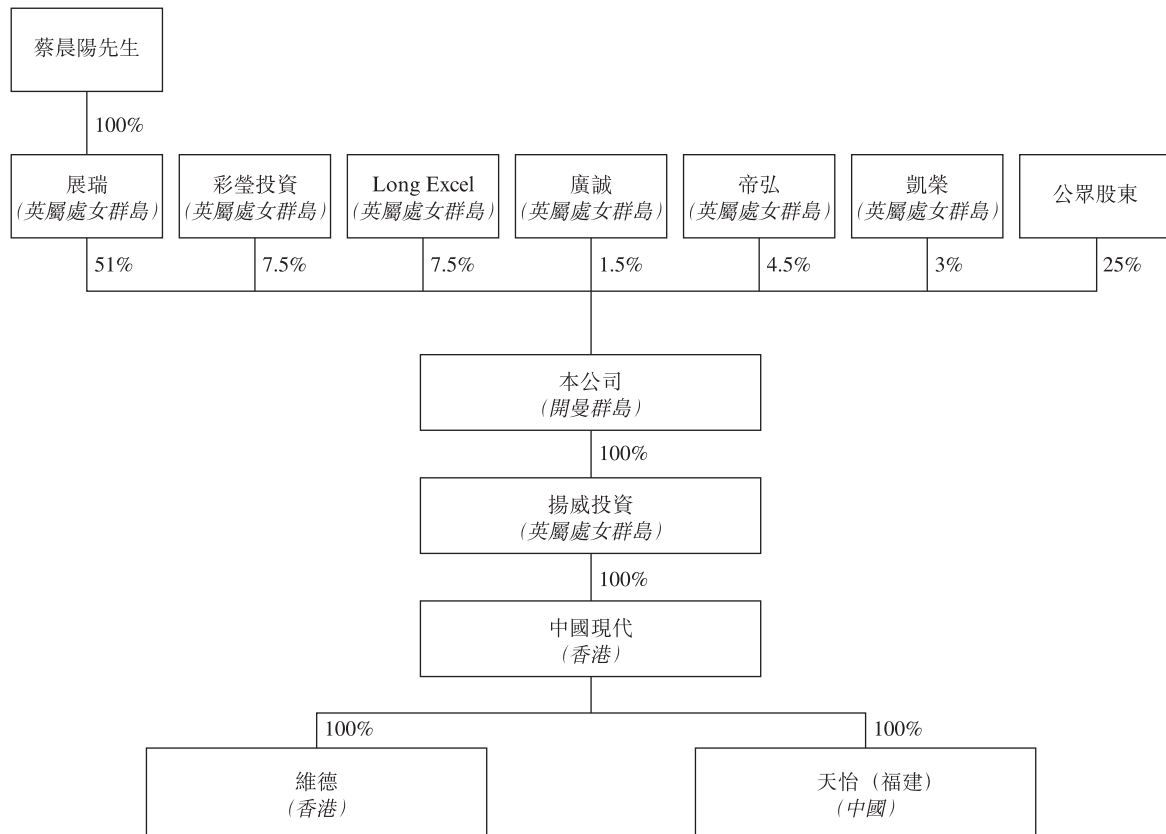 蔡晨陽先生
100%
展瑞
(英屬處女群島)
彩瑩投資
(英屬處女群島)
Long Excel
(英屬處女群島)
廣誠
(英屬處女群島)
帝弘
(英屬處女群島)
凱榮
(英屬處女群島)
公眾股東
51%
7.5%
7.5%
1.5%
4.5%
3%
25%
本公司
(開曼群島)
100%
揚威投資
(英屬處女群島)
100%
中國現代
(香港)
100%
100%
維德
(香港)
天怡（福建）
(中國)